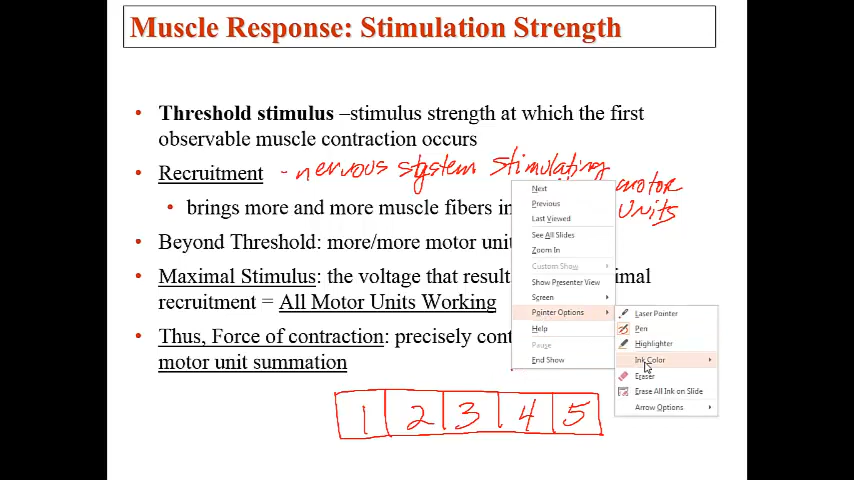 Muscle Response: Stimulation Strength
• Threshold stimulus –stimulus strength at which the first
observable muscle contraction occurs
• Recruitment - nervous system stimulating
motor
units
• brings more and more muscle fibers in
• Beyond Threshold: more/more motor uni
• Maximal Stimulus: the voltage that result imal
recruitment = All Motor Units Working
• Thus, Force of contraction: precisely cont
motor unit summation
1 2 3 4 5
Next
Previous
Last Viewed
See All Slides
Zoom In
Custom Show
Show Presenter View
Screen
Pointer Options
Help
Pause
End Show
Laser Pointer
Pen
Highlighter
Ink Color
Eraser
Erase All Ink on Slide
Arrow Options